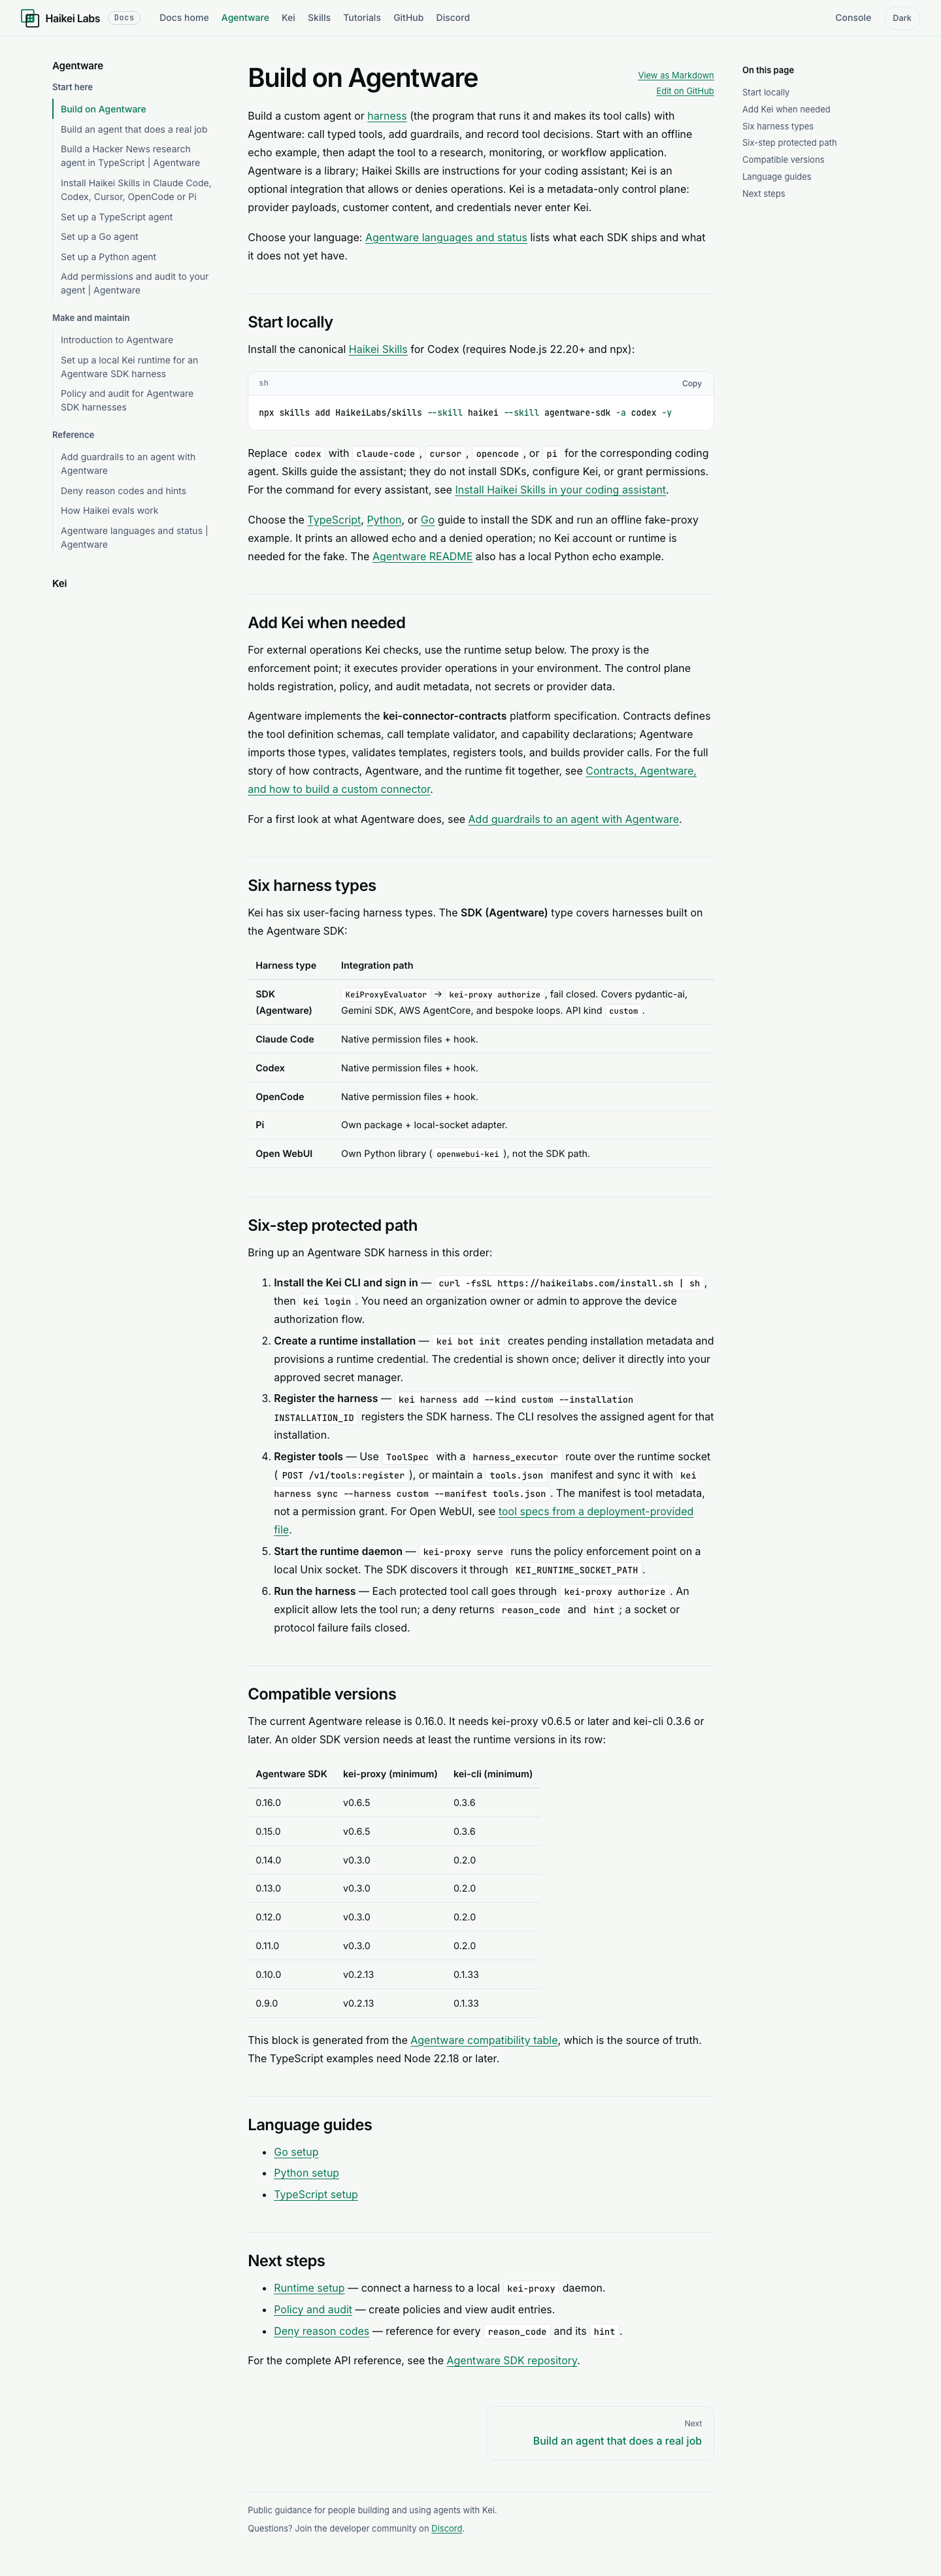 Haikei Labs Docs Docs home Agentware Kei Skills Tutorials GitHub Discord Console Dark
Agentware
Start here
Build on Agentware
Build an agent that does a real job
Build a Hacker News research
agent in TypeScript | Agentware
Install Haikei Skills in Claude Code,
Codex, Cursor, OpenCode or Pi
Set up a TypeScript agent
Set up a Go agent
Set up a Python agent
Add permissions and audit to your
agent | Agentware
Make and maintain
Introduction to Agentware
Set up a local Kei runtime for an
Agentware SDK harness
Policy and audit for Agentware
SDK harnesses
Reference
Add guardrails to an agent with
Agentware
Deny reason codes and hints
How Haikei evals work
Agentware languages and status |
Agentware
Kei
Build on Agentware
View as Markdown
Edit on GitHub
Build a custom agent or harness (the program that runs it and makes its tool calls) with
Agentware: call typed tools, add guardrails, and record tool decisions. Start with an offline
echo example, then adapt the tool to a research, monitoring, or workflow application.
Agentware is a library; Haikei Skills are instructions for your coding assistant; Kei is an
optional integration that allows or denies operations. Kei is a metadata-only control plane:
provider payloads, customer content, and credentials never enter Kei.
Choose your language: Agentware languages and status lists what each SDK ships and what
it does not yet have.
Start locally
Install the canonical Haikei Skills for Codex (requires Node.js 22.20+ and npx):
sh Copy
npx skills add HaikeiLabs/skills --skill haikei --skill agentware-sdk -a codex -y
Replace codex with claude-code, cursor, opencode, or pi for the corresponding coding
agent. Skills guide the assistant; they do not install SDKs, configure Kei, or grant permissions.
For the command for every assistant, see Install Haikei Skills in your coding assistant.
Choose the TypeScript, Python, or Go guide to install the SDK and run an offline fake-proxy
example. It prints an allowed echo and a denied operation; no Kei account or runtime is
needed for the fake. The Agentware README also has a local Python echo example.
Add Kei when needed
For external operations Kei checks, use the runtime setup below. The proxy is the
enforcement point; it executes provider operations in your environment. The control plane
holds registration, policy, and audit metadata, not secrets or provider data.
Agentware implements the kei-connector-contracts platform specification. Contracts defines
the tool definition schemas, call template validator, and capability declarations; Agentware
imports those types, validates templates, registers tools, and builds provider calls. For the full
story of how contracts, Agentware, and the runtime fit together, see Contracts, Agentware,
and how to build a custom connector.
For a first look at what Agentware does, see Add guardrails to an agent with Agentware.
Six harness types
Kei has six user-facing harness types. The SDK (Agentware) type covers harnesses built on
the Agentware SDK:
Harness type Integration path
SDK
(Agentware)
KeiProxyEvaluator → kei-proxy authorize, fail closed. Covers pydantic-ai,
Gemini SDK, AWS AgentCore, and bespoke loops. API kind custom.
Claude Code Native permission files + hook.
Codex Native permission files + hook.
OpenCode Native permission files + hook.
Pi Own package + local-socket adapter.
Open WebUI Own Python library (openwebui-kei), not the SDK path.
Six-step protected path
Bring up an Agentware SDK harness in this order:
1. Install the Kei CLI and sign in — curl -fsSL https://haikeilabs.com/install.sh | sh,
then kei login. You need an organization owner or admin to approve the device
authorization flow.
2. Create a runtime installation — kei bot init creates pending installation metadata and
provisions a runtime credential. The credential is shown once; deliver it directly into your
approved secret manager.
3. Register the harness — kei harness add --kind custom --installation
INSTALLATION_ID registers the SDK harness. The CLI resolves the assigned agent for that
installation.
4. Register tools — Use ToolSpec with a harness_executor route over the runtime socket
(POST /v1/tools:register), or maintain a tools.json manifest and sync it with kei
harness sync --harness custom --manifest tools.json. The manifest is tool metadata,
not a permission grant. For Open WebUI, see tool specs from a deployment-provided
file.
5. Start the runtime daemon — kei-proxy serve runs the policy enforcement point on a
local Unix socket. The SDK discovers it through KEI_RUNTIME_SOCKET_PATH.
6. Run the harness — Each protected tool call goes through kei-proxy authorize. An
explicit allow lets the tool run; a deny returns reason_code and hint; a socket or
protocol failure fails closed.
Compatible versions
The current Agentware release is 0.16.0. It needs kei-proxy v0.6.5 or later and kei-cli 0.3.6 or
later. An older SDK version needs at least the runtime versions in its row:
Agentware SDK kei-proxy (minimum) kei-cli (minimum)
0.16.0 v0.6.5 0.3.6
0.15.0 v0.6.5 0.3.6
0.14.0 v0.3.0 0.2.0
0.13.0 v0.3.0 0.2.0
0.12.0 v0.3.0 0.2.0
0.11.0 v0.3.0 0.2.0
0.10.0 v0.2.13 0.1.33
0.9.0 v0.2.13 0.1.33
This block is generated from the Agentware compatibility table, which is the source of truth.
The TypeScript examples need Node 22.18 or later.
Language guides
Go setup
Python setup
TypeScript setup
Next steps
Runtime setup — connect a harness to a local kei-proxy daemon.
Policy and audit — create policies and view audit entries.
Deny reason codes — reference for every reason_code and its hint.
For the complete API reference, see the Agentware SDK repository.
Next
Build an agent that does a real job
Public guidance for people building and using agents with Kei.
Questions? Join the developer community on Discord.
On this page
Start locally
Add Kei when needed
Six harness types
Six-step protected path
Compatible versions
Language guides
Next steps